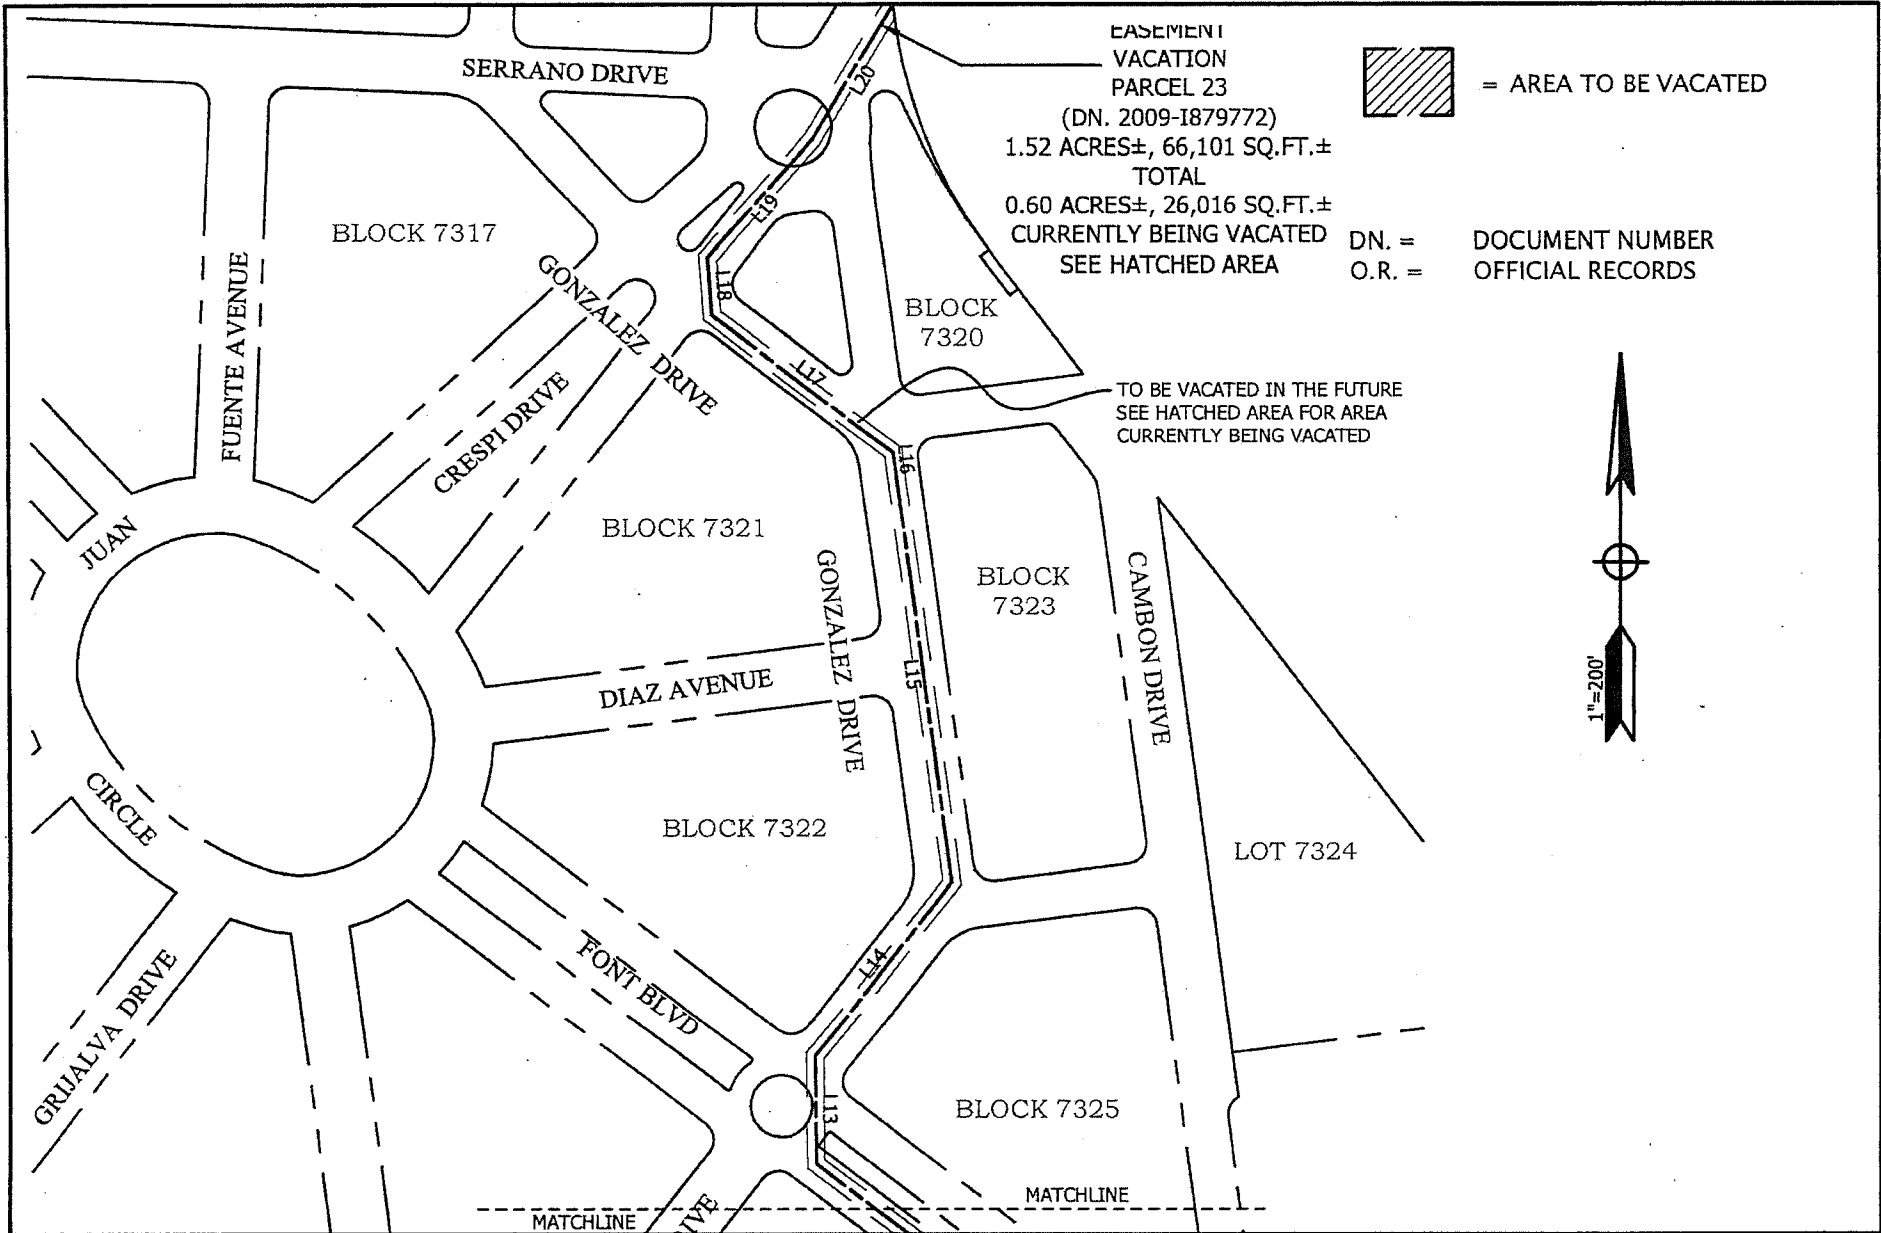 EASEMENT
VACATION
PARCEL 23
(DN. 2009-I879772)
1.52 ACRES±, 66,101 SQ.FT.±
TOTAL
0.60 ACRES±, 26,016 SQ.FT.±
CURRENTLY BEING VACATED
SEE HATCHED AREA
= AREA TO BE VACATED
DN. = DOCUMENT NUMBER
O.R. = OFFICIAL RECORDS
SERRANO DRIVE
L20
L19
BLOCK 7317
FUENTE AVENUE
GONZALEZ DRIVE
L18
BLOCK
7320
CRESPI DRIVE
L17
TO BE VACATED IN THE FUTURE
SEE HATCHED AREA FOR AREA
CURRENTLY BEING VACATED
L16
JUAN
BLOCK 7321
GONZALEZ DRIVE
BLOCK
7323
CAMBON DRIVE
1"=200'
L15
DIAZ AVENUE
CIRCLE
BLOCK 7322
LOT 7324
FONT BLVD
L14
GRIJALVA DRIVE
L13
BLOCK 7325
MATCHLINE
MATCHLINE
IVE